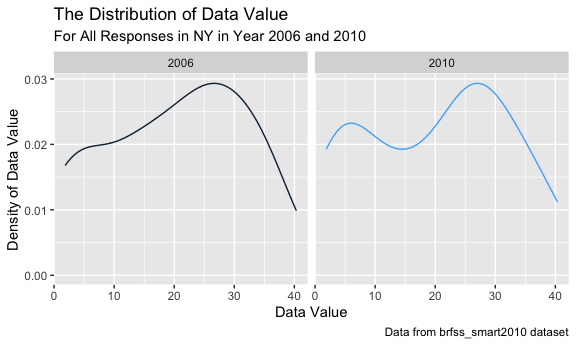 The Distribution of Data Value
For All Responses in NY in Year 2006 and 2010
2006
2010
Density of Data Value
0.03
0.02
0.01
0.00
0 10 20 30 40
0 10 20 30 40
Data Value
Data from brfss_smart2010 dataset